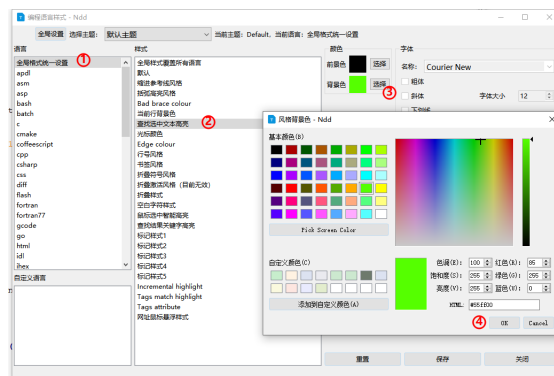 编程语言样式 - Ndd
全局设置 选择主题: 默认主题 当前主题: Default, 当前语言: 全局格式统一设置
语言
全局格式统一设置 ①
apdl
asm
asp
bash
batch
c
cmake
coffeescript
cpp
csharp
css
diff
flash
fortran
fortran77
gcode
go
html
idl
ihex
自定义语言
样式
全局样式覆盖所有语言
默认
缩进参考线风格
括弧高亮风格
Bad brace colour
当前行背景色
查找选中文本高亮 ②
光标颜色
Edge colour
行号风格
书签风格
折叠符号风格
折叠激活风格（目前无效）
折叠样式
空白字符样式
鼠标选中智能高亮
查找结果关键字高亮
标记样式1
标记样式2
标记样式3
标记样式4
标记样式5
Incremental highlight
Tags match highlight
Tags attribute
网址鼠标悬浮样式
颜色
前景色 选择
背景色 选择
③
字体
名称: Courier New
粗体
斜体 字体大小 12
下划线
风格背景色 - Ndd
基本颜色(B)
Pick Screen Color
自定义颜色(C)
添加到自定义颜色(A)
色调(E): 100 红色(R): 85
饱和度(S): 255 绿色(G): 255
亮度(V): 255 蓝色(U): 0
HTML: #55ff00
④ OK Cancel
重置 保存 关闭